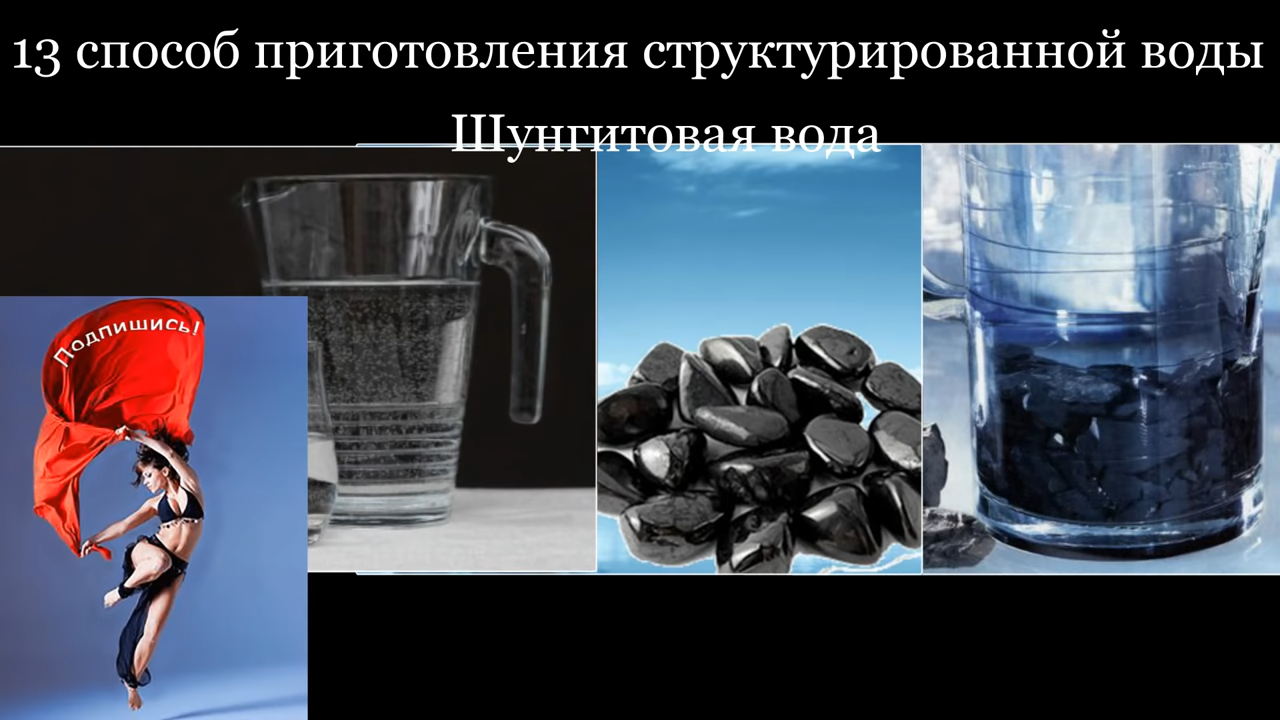 13 способ приготовления структурированной воды
Шунгитовая вода
Подпишись!